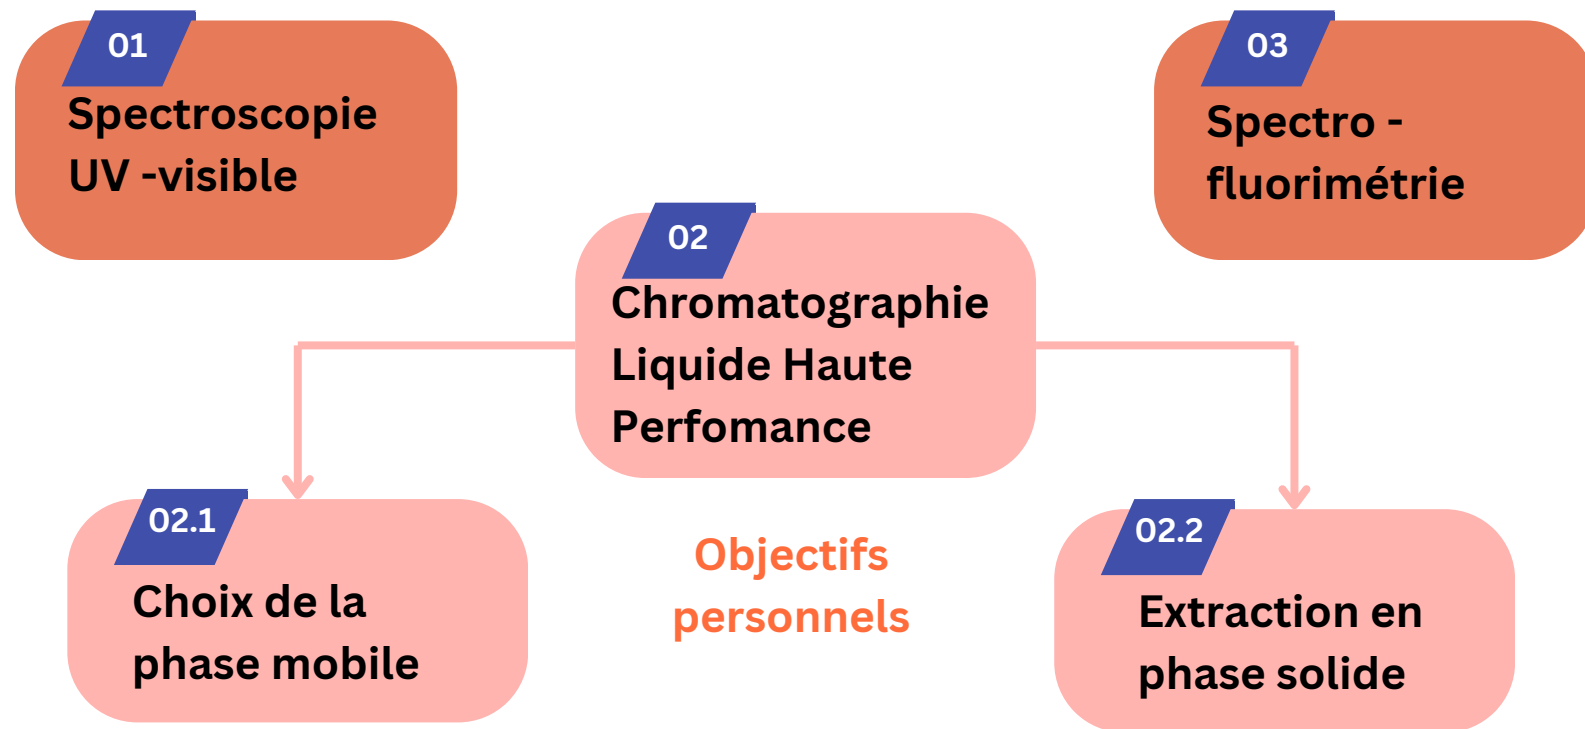 01
Spectroscopie
UV -visible
03
Spectro -
fluorimétrie
02
Chromatographie
Liquide Haute
Perfomance
02.1
Choix de la
phase mobile
Objectifs
personnels
02.2
Extraction en
phase solide